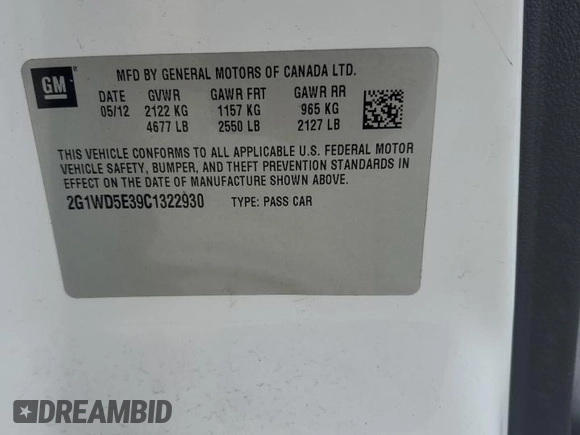 GM
MFD BY GENERAL MOTORS OF CANADA LTD.
DATE GVWR GAWR FRT GAWR RR
05/12 2122 KG 1157 KG 965 KG
4677 LB 2550 LB 2127 LB
THIS VEHICLE CONFORMS TO ALL APPLICABLE U.S. FEDERAL MOTOR
VEHICLE SAFETY, BUMPER, AND THEFT PREVENTION STANDARDS IN
EFFECT ON THE DATE OF MANUFACTURE SHOWN ABOVE.
2G1WD5E39C1322930 TYPE: PASS CAR
DREAMBID